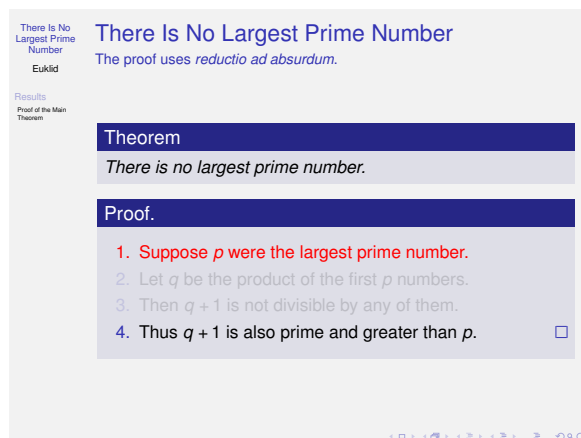 There Is No
Largest Prime
Number
Euklid
Results
Proof of the Main
Theorem
There Is No Largest Prime Number
The proof uses reductio ad absurdum.
Theorem
There is no largest prime number.
Proof.
1. Suppose p were the largest prime number.
2. Let q be the product of the first p numbers.
3. Then q + 1 is not divisible by any of them.
4. Thus q + 1 is also prime and greater than p. □